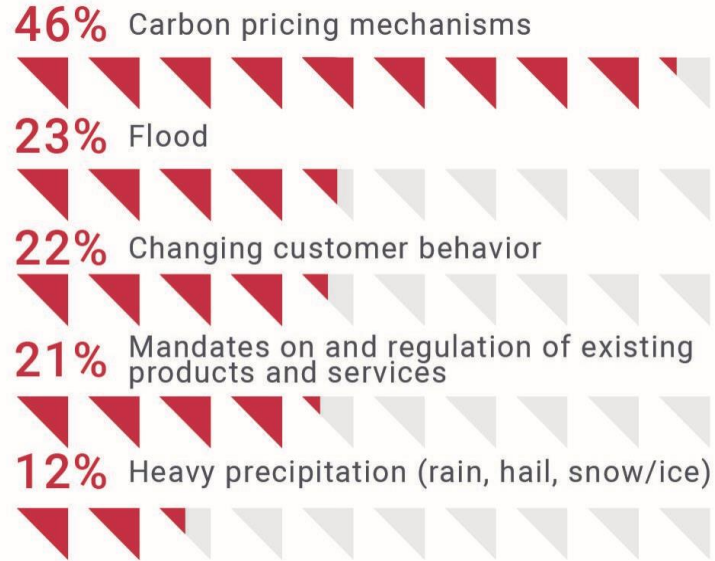 46% Carbon pricing mechanisms
23% Flood
22% Changing customer behavior
21% Mandates on and regulation of existing
products and services
12% Heavy precipitation (rain, hail, snow/ice)